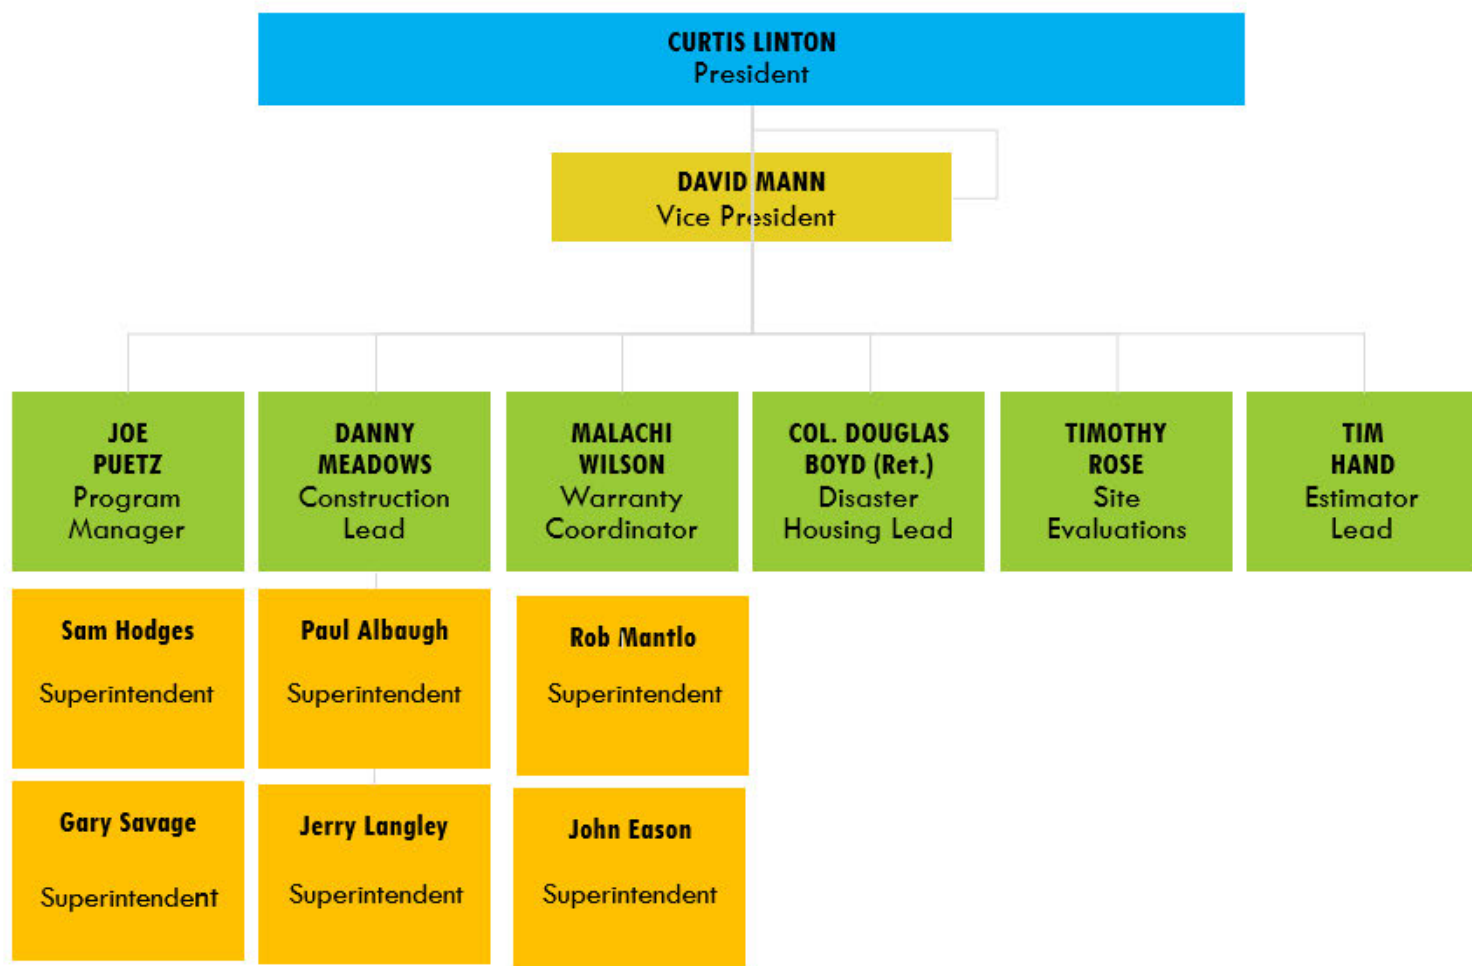 CURTIS LINTON
President
DAVID MANN
Vice President
JOE
PUETZ
Program
Manager
DANNY
MEADOWS
Construction
Lead
MALACHI
WILSON
Warranty
Coordinator
COL. DOUGLAS
BOYD (Ret.)
Disaster
Housing Lead
TIMOTHY
ROSE
Site
Evaluations
TIM
HAND
Estimator
Lead
Sam Hodges
Superintendent
Paul Albaugh
Superintendent
Rob Mantlo
Superintendent
Gary Savage
Superintendent
Jerry Langley
Superintendent
John Eason
Superintendent